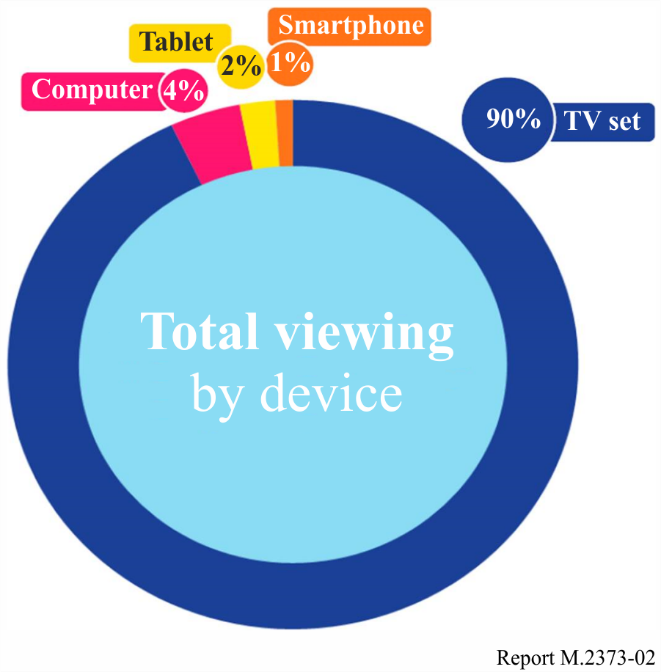 Smartphone
1%
Tablet
2%
Computer 4%
90% TV set
Total viewing
by device
Report M.2373-02